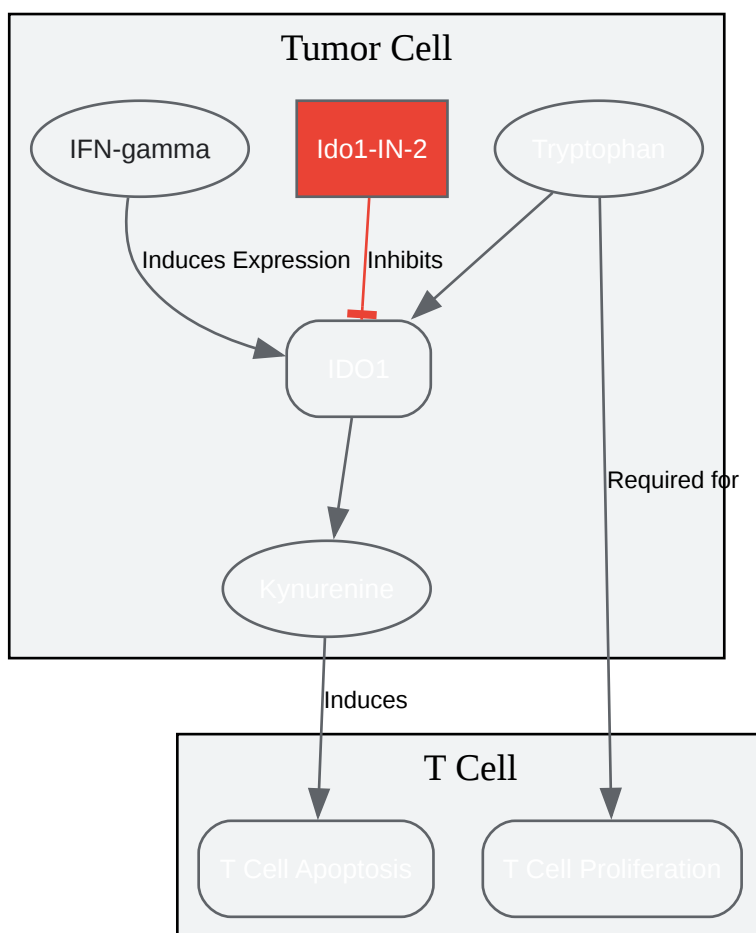 Tumor Cell
IFN-gamma
Ido1-IN-2
Tryptophan
Induces Expression
Inhibits
IDO1
Required for
Kynurenine
Induces
T Cell
T Cell Apoptosis
T Cell Proliferation